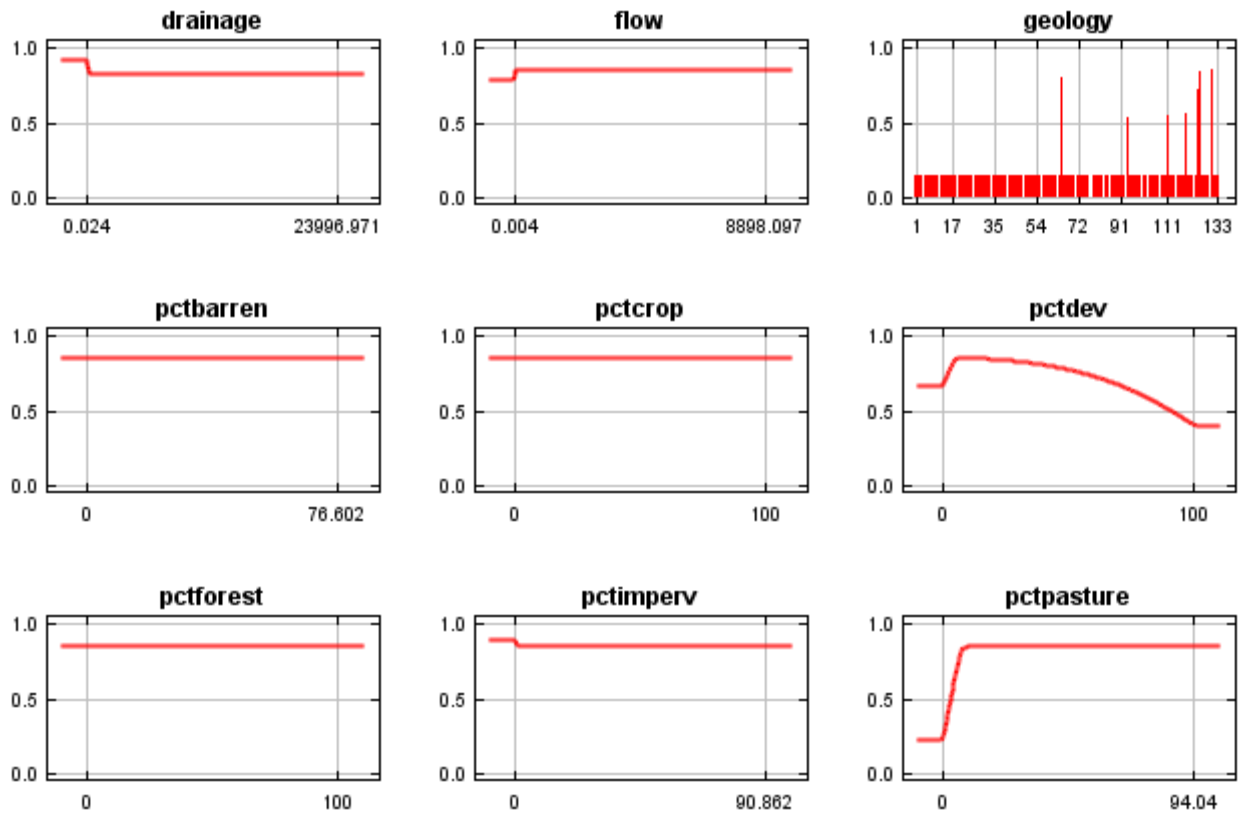 drainage flow geology
1.0 1.0 1.0
0.5 0.5 0.5
0.0 0.0 0.0
0.024 23996.971 0.004 8898.097 1 17 35 54 72 91 111 133
pctbarren pctcrop pctdev
1.0 1.0 1.0
0.5 0.5 0.5
0.0 0.0 0.0
0 76.602 0 100 0 100
pctforest pctimperv pctpasture
1.0 1.0 1.0
0.5 0.5 0.5
0.0 0.0 0.0
0 100 0 90.862 0 94.04